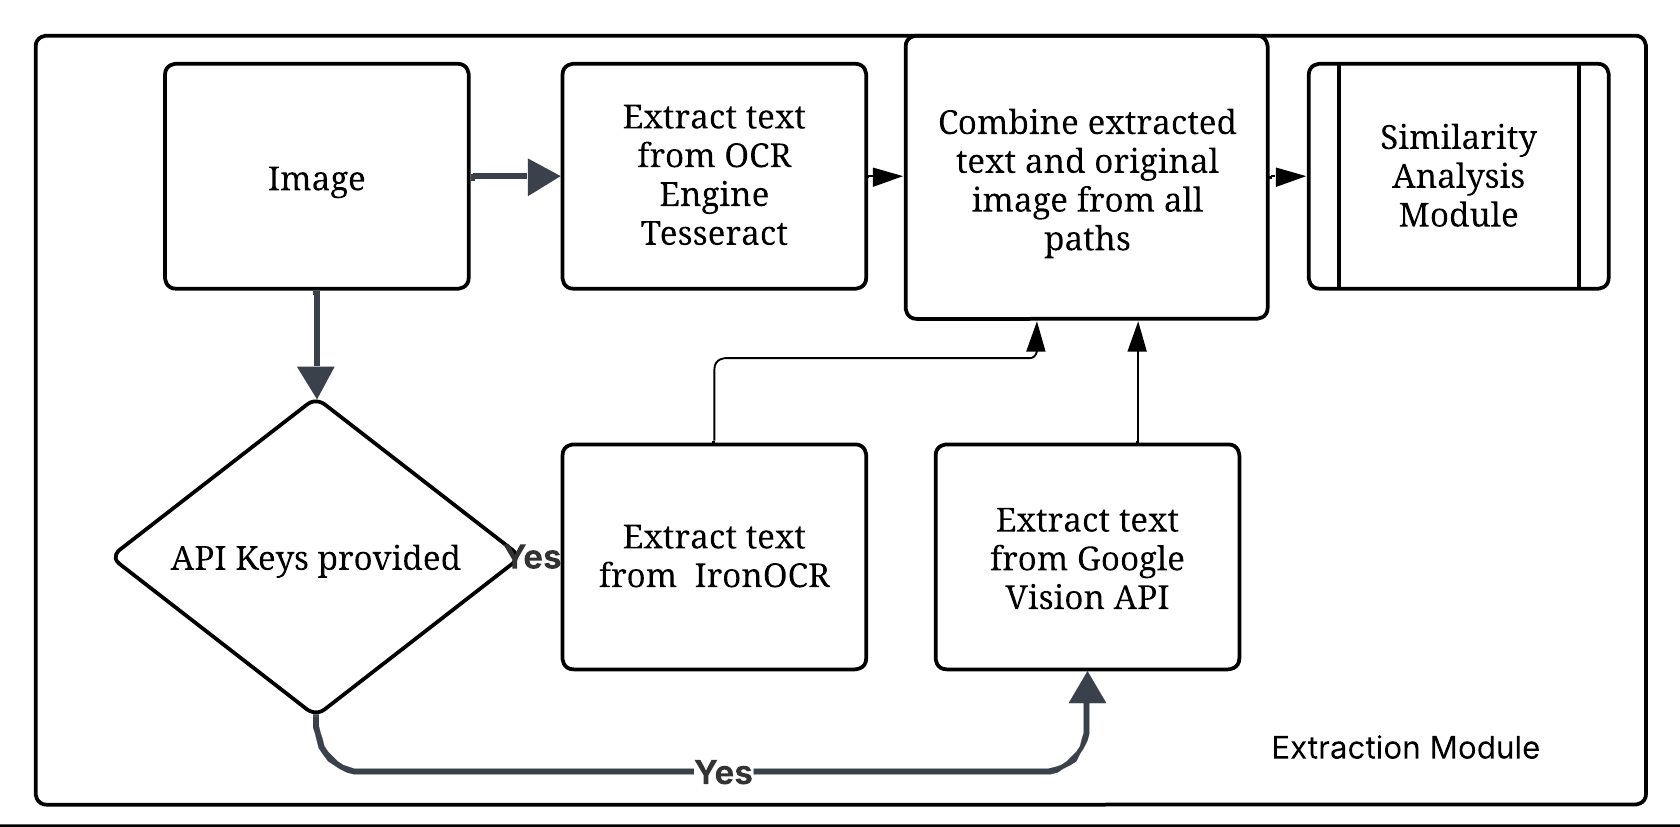 Image
Extract text
from OCR
Engine
Tesseract
Combine extracted
text and original
image from all
paths
Similarity
Analysis
Module
API Keys provided
Yes
Extract text
from  IronOCR
Extract text
from Google
Vision API
Yes
Extraction Module